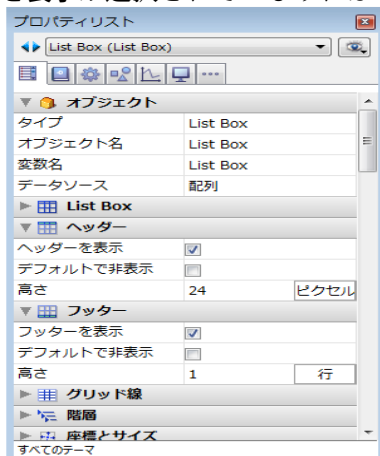 プロパティリスト
List Box (List Box)
オブジェクト
タイプ List Box
オブジェクト名 List Box
変数名 List Box
データソース 配列
List Box
ヘッダー
ヘッダーを表示
デフォルトで非表示
高さ 24 ピクセル
フッター
フッターを表示
デフォルトで非表示
高さ 1 行
グリッド線
階層
座標とサイズ
すべてのテーマ